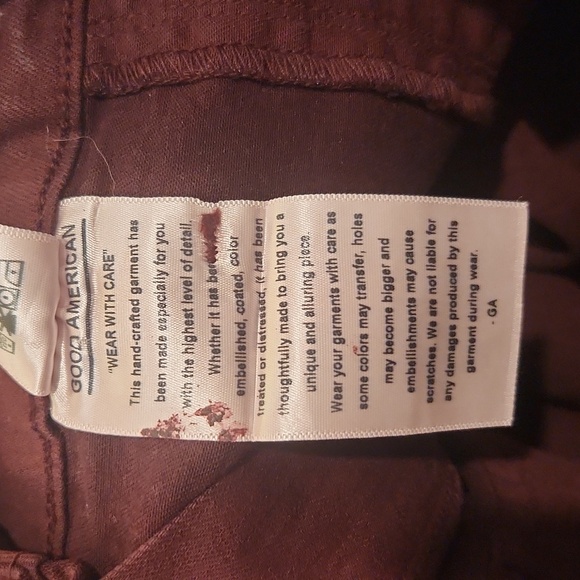 GOOD AMERICAN
"WEAR WITH CARE"
This hand-crafted garment has
been made especially for you
with the highest level of detail.
Whether it has
embellished, coated, color
treated or distressed, it has been
thoughtfully made to bring you a
unique and alluring piece.
Wear your garments with care as
some colors may transfer, holes
may become bigger and
embellishments may cause
scratches. We are not liable for
any damages produced by this
garment during wear.
- GA